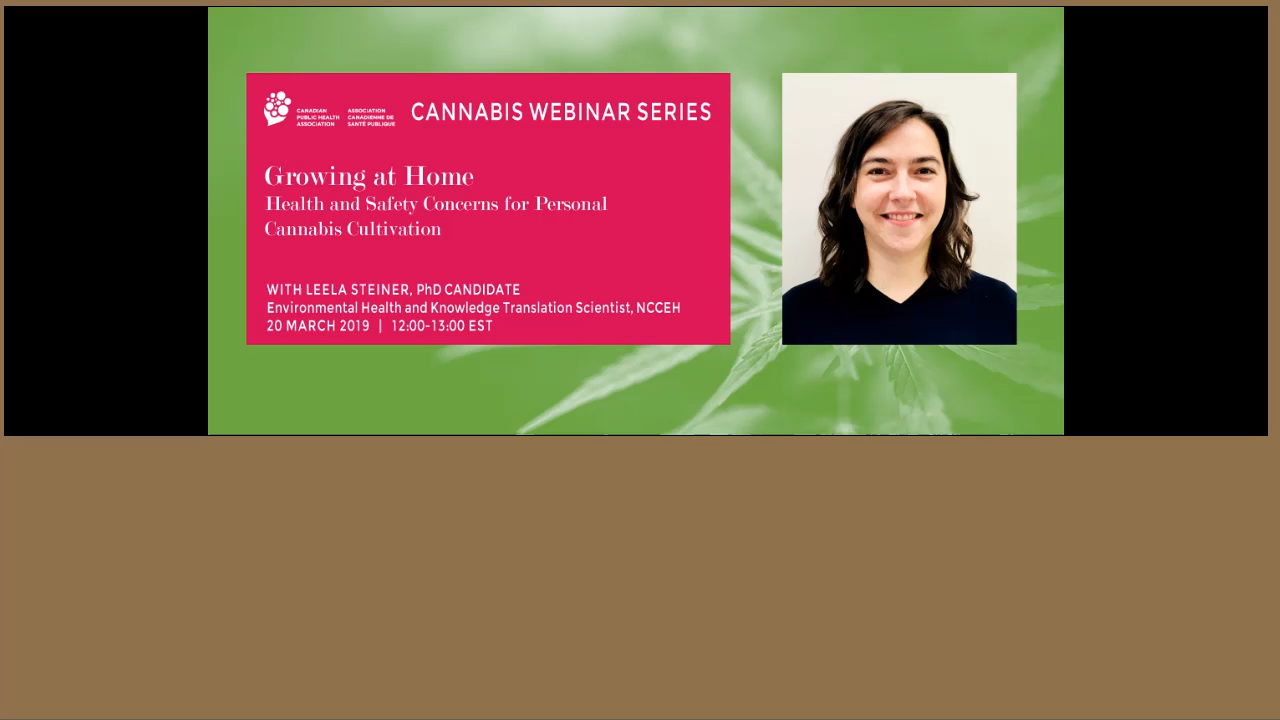 CANADIAN
PUBLIC HEALTH
ASSOCIATION
ASSOCIATION
CANADIENNE DE
SANTÉ PUBLIQUE
CANNABIS WEBINAR SERIES
Growing at Home
Health and Safety Concerns for Personal
Cannabis Cultivation
WITH LEELA STEINER, PhD CANDIDATE
Environmental Health and Knowledge Translation Scientist, NCCEH
20 MARCH 2019 | 12:00-13:00 EST